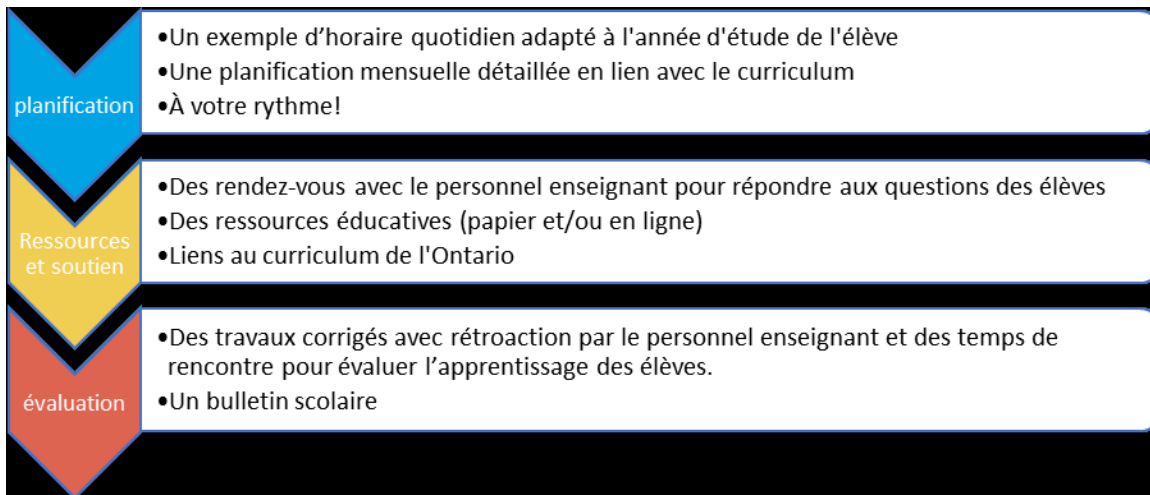 planification
•Un exemple d’horaire quotidien adapté à l'année d'étude de l'élève
•Une planification mensuelle détaillée en lien avec le curriculum
•À votre rythme!
Ressources
et soutien
•Des rendez-vous avec le personnel enseignant pour répondre aux questions des élèves
•Des ressources éducatives (papier et/ou en ligne)
•Liens au curriculum de l'Ontario
évaluation
•Des travaux corrigés avec rétroaction par le personnel enseignant et des temps de
rencontre pour évaluer l’apprentissage des élèves.
•Un bulletin scolaire